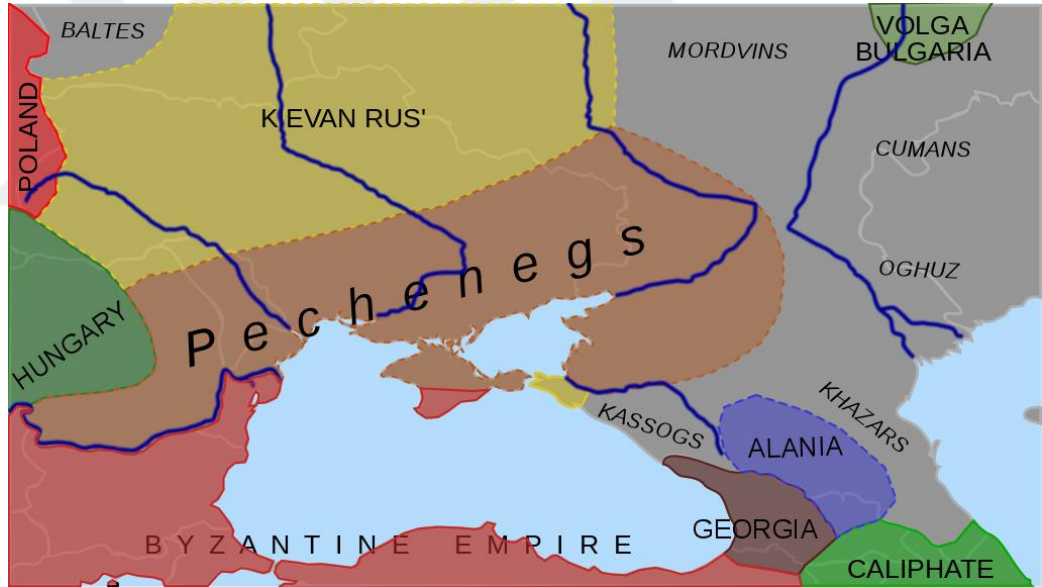 BALTES
VOLGA
BULGARIA
MORDVINS
POLAND
KIEVAN RUS'
CUMANS
Pechenegs
OGHUZ
HUNGARY
KASSOGS
KHAZARS
ALANIA
GEORGIA
BYZANTINE EMPIRE
CALIPHATE